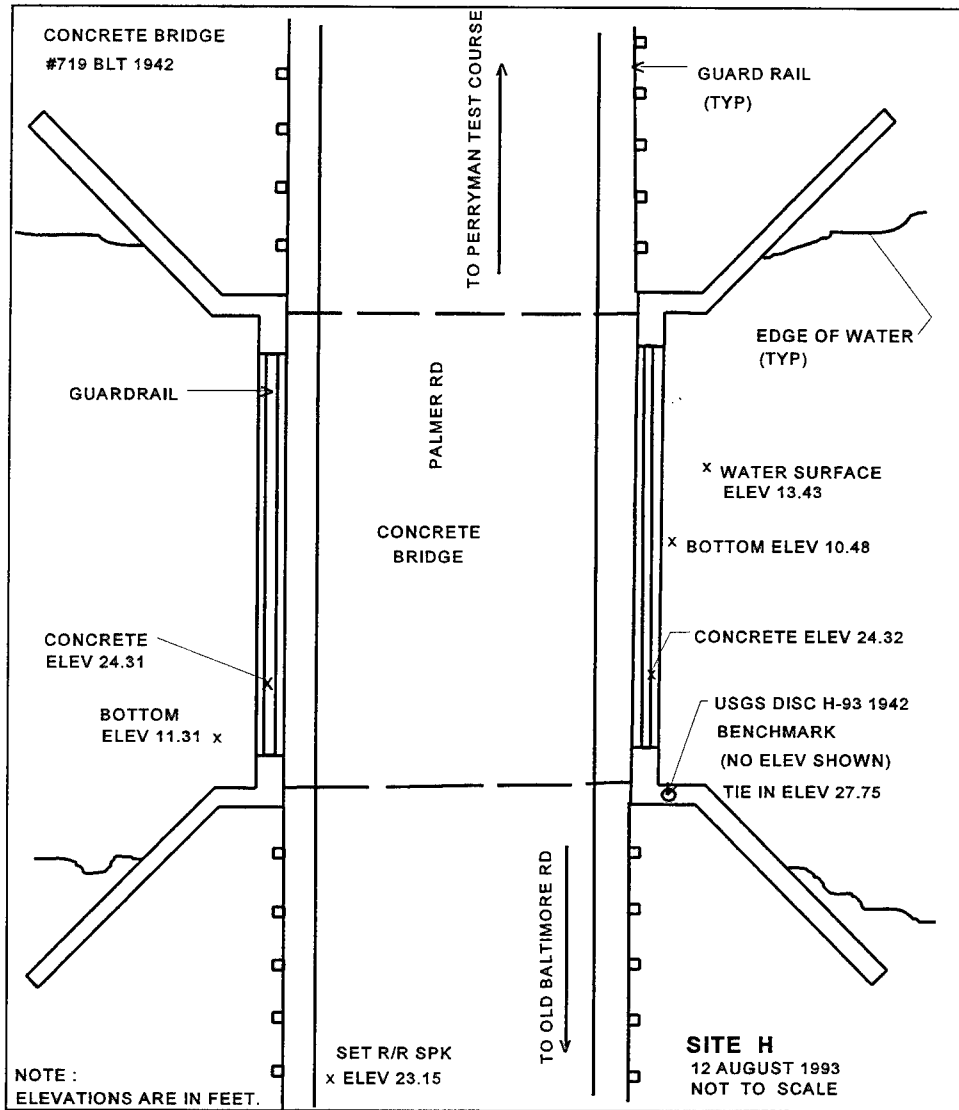 CONCRETE BRIDGE
#719 BLT 1942
TO PERRYMAN TEST COURSE
GUARD RAIL
(TYP)
EDGE OF WATER
(TYP)
GUARDRAIL
PALMER RD
x WATER SURFACE
ELEV 13.43
CONCRETE
BRIDGE
x BOTTOM ELEV 10.48
CONCRETE
ELEV 24.31
x
CONCRETE ELEV 24.32
x
BOTTOM
ELEV 11.31 x
USGS DISC H-93 1942
BENCHMARK
(NO ELEV SHOWN)
TIE IN ELEV 27.75
TO OLD BALTIMORE RD
SET R/R SPK
x ELEV 23.15
SITE H
12 AUGUST 1993
NOT TO SCALE
NOTE :
ELEVATIONS ARE IN FEET.